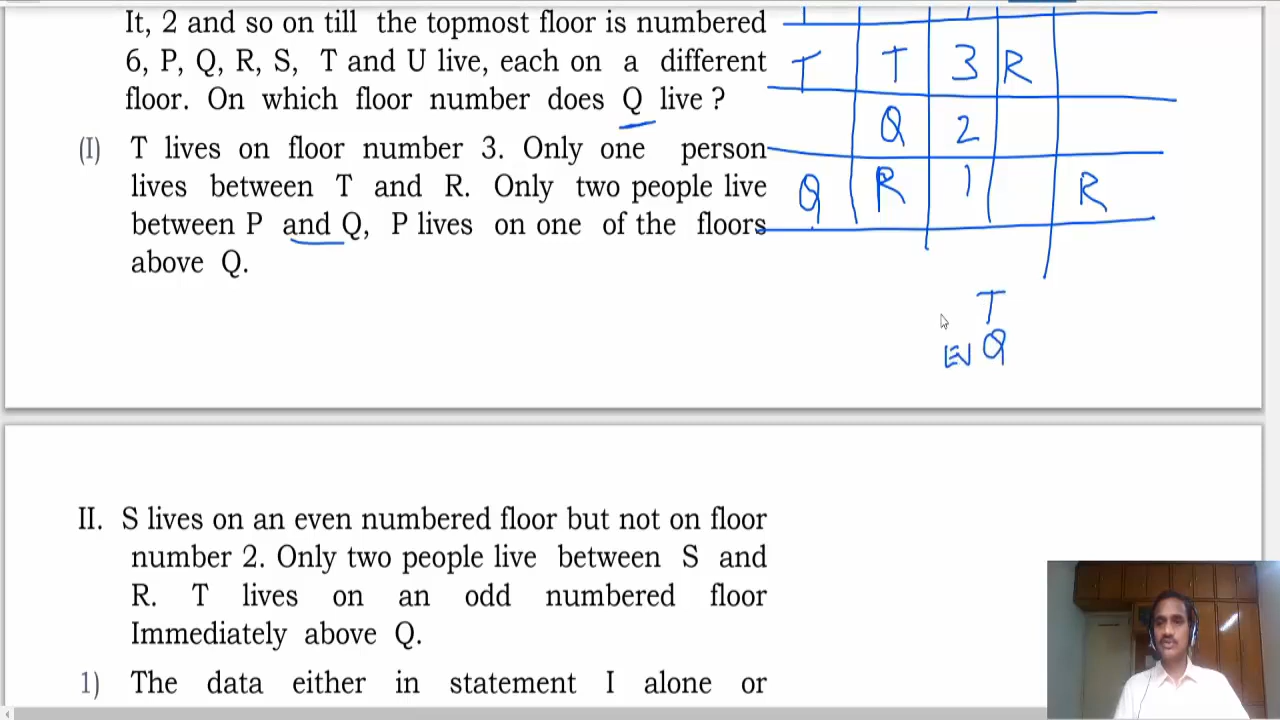 It, 2 and so on till the topmost floor is numbered
6, P, Q, R, S, T and U live, each on a different
floor. On which floor number does Q live ?
(I) T lives on floor number 3. Only one person
lives between T and R. Only two people live
between P and Q, P lives on one of the floors
above Q.
T T 3 R
Q 2
Q R 1 R
T
EV Q
II. S lives on an even numbered floor but not on floor
number 2. Only two people live between S and
R. T lives on an odd numbered floor
Immediately above Q.
1) The data either in statement I alone or